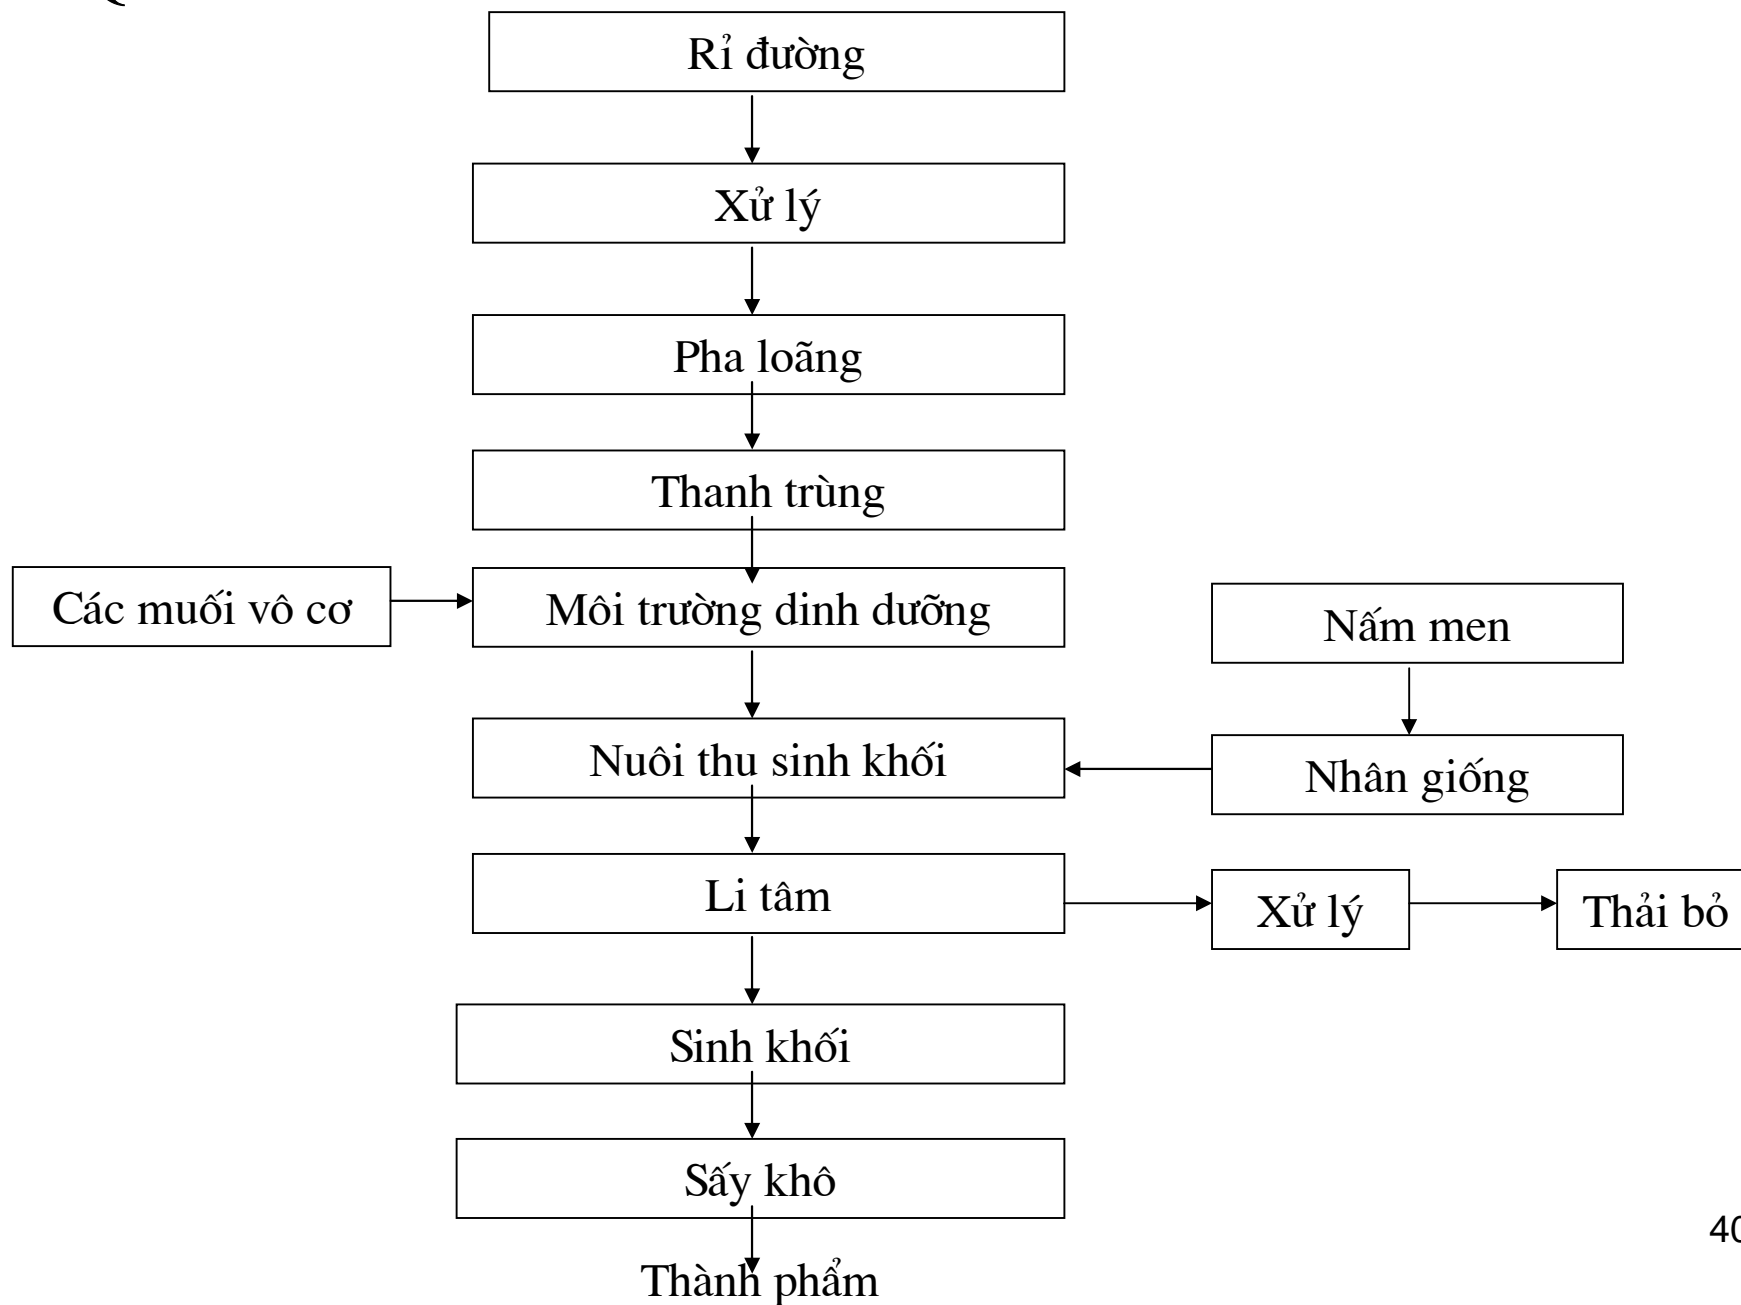 Rỉ đường
Xử lý
Pha loãng
Thanh trùng
Các muối vô cơ
Môi trường dinh dưỡng
Nấm men
Nuôi thu sinh khối
Nhân giống
Li tâm
Xử lý
Thải bỏ
Sinh khối
Sấy khô
40
Thành phẩm